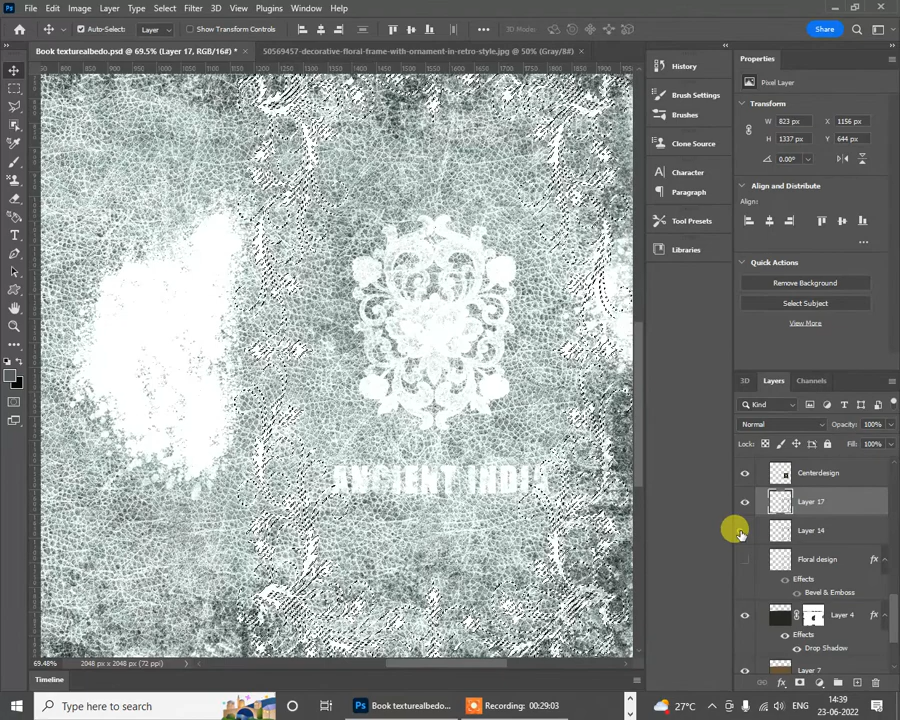 File Edit Image Layer Type Select Filter 3D View Plugins Window Help
Auto-Select: Layer Show Transform Controls 3D Mode: Share
Book texturealbedo.psd @ 69.5% (Layer 17, RGB/16#) * × 50569457-decorative-floral-frame-with-ornament-in-retro-style.jpg @ 50% (Gray/8#) ×
History
Brush Settings
Brushes
Clone Source
Character
Paragraph
Tool Presets
Libraries
Properties
Pixel Layer
Transform
W 823 px X 1156 px
H 1337 px Y 644 px
0.00°
Align and Distribute
Align:
Quick Actions
Remove Background
Select Subject
View More
3D Layers Channels
Kind
Normal Opacity: 100%
Lock: Fill: 100%
Centerdesign
Layer 17
Layer 14
Floral design fx
Effects
Bevel & Emboss
Layer 4 fx
Effects
Drop Shadow
Layer 7
ANCIENT INDIA
69.48% 2048 px x 2048 px (72 ppi)
Timeline
Type here to search
Ps Book texturealbedo... Recording... 00:29:03
27°C
14:39
23-06-2022